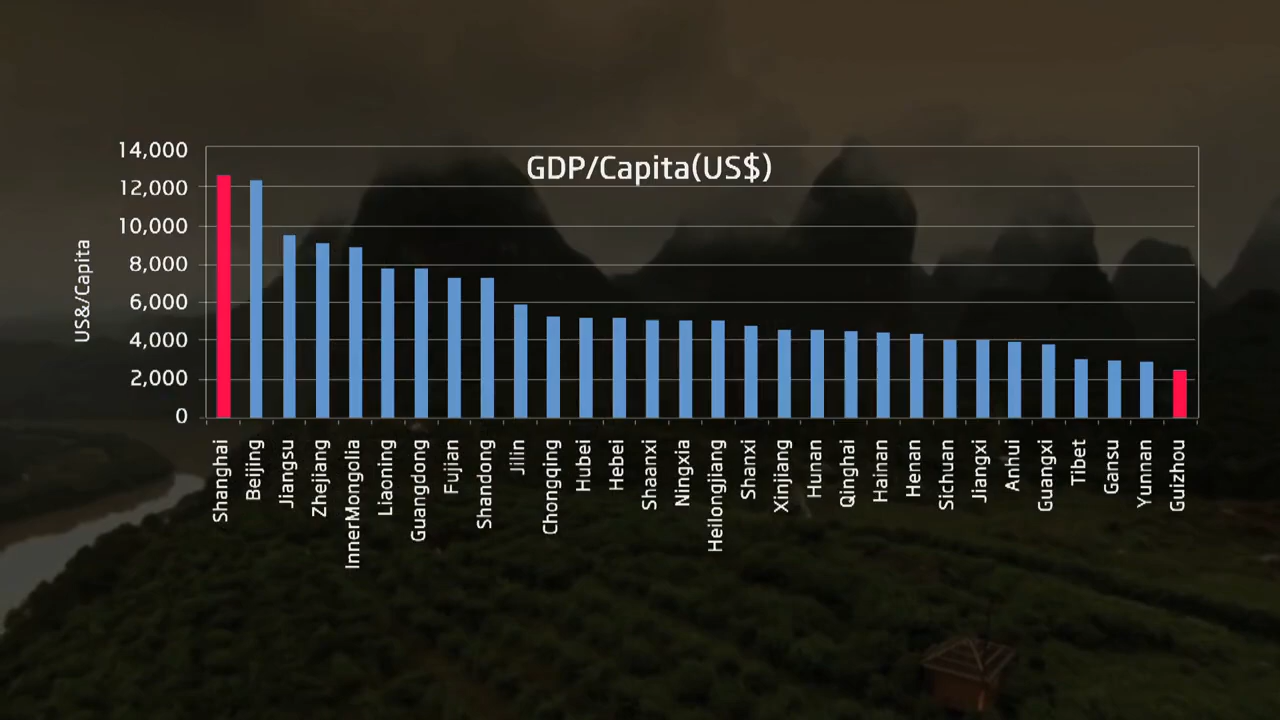 GDP/Capita(US$)
US&/Capita
14,000
12,000
10,000
8,000
6,000
4,000
2,000
0
Shanghai
Beijing
Jiangsu
Zhejiang
InnerMongolia
Liaoning
Guangdong
Fujian
Shandong
Jilin
Chongqing
Hubei
Hebei
Shaanxi
Ningxia
Heilongjiang
Shanxi
Xinjiang
Hunan
Qinghai
Hainan
Henan
Sichuan
Jiangxi
Anhui
Guangxi
Tibet
Gansu
Yunnan
Guizhou